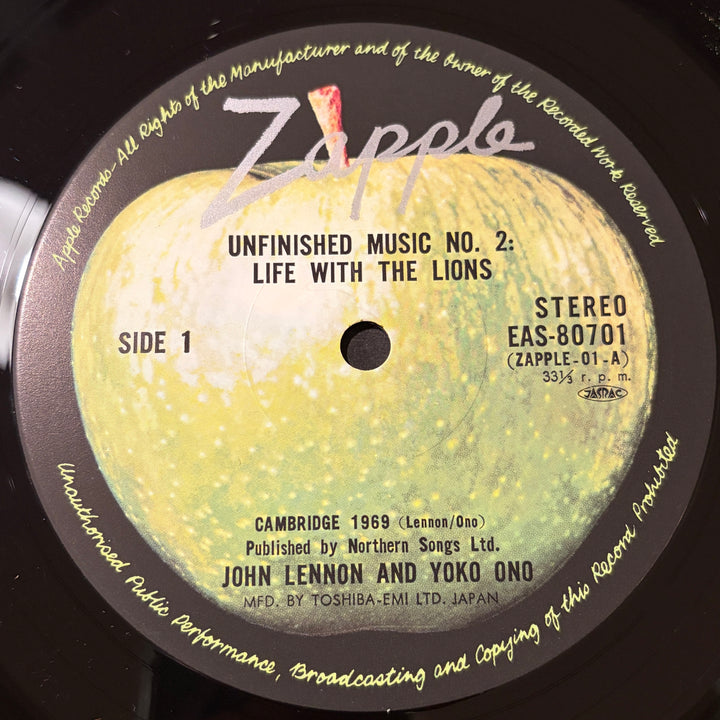 Apple Records—All Rights of the Manufacturer and of the Owner of the Recorded Work Reserved
Zapple
UNFINISHED MUSIC NO. 2:
LIFE WITH THE LIONS
SIDE 1
STEREO
EAS-80701
(ZAPPLE-01-A)
33⅓ r. p. m.
JASRAC
CAMBRIDGE 1969 (Lennon/Ono)
Published by Northern Songs Ltd.
JOHN LENNON AND YOKO ONO
MFD. BY TOSHIBA-EMI LTD. JAPAN
Unauthorised Public Performance, Broadcasting and Copying of this Record Prohibited